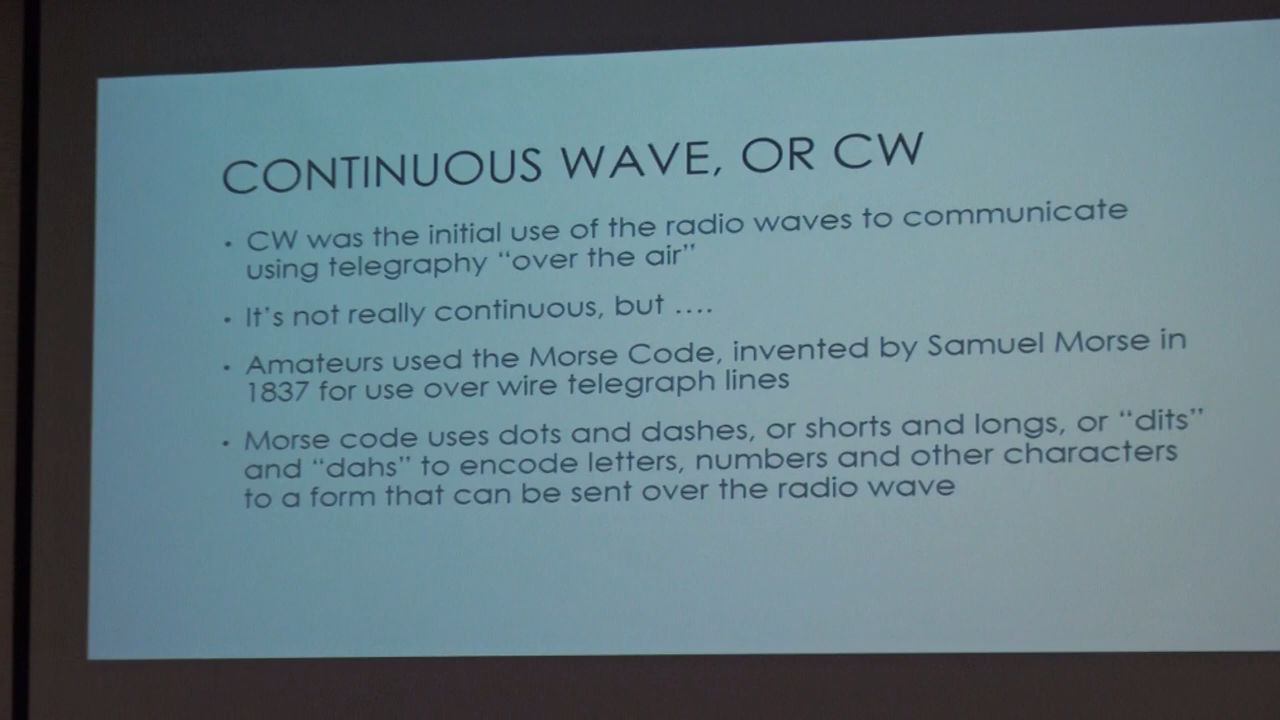 CONTINUOUS WAVE, OR CW
• CW was the initial use of the radio waves to communicate
using telegraphy “over the air”
• It's not really continuous, but ....
• Amateurs used the Morse Code, invented by Samuel Morse in
1837 for use over wire telegraph lines
• Morse code uses dots and dashes, or shorts and longs, or “dits”
and “dahs” to encode letters, numbers and other characters
to a form that can be sent over the radio wave